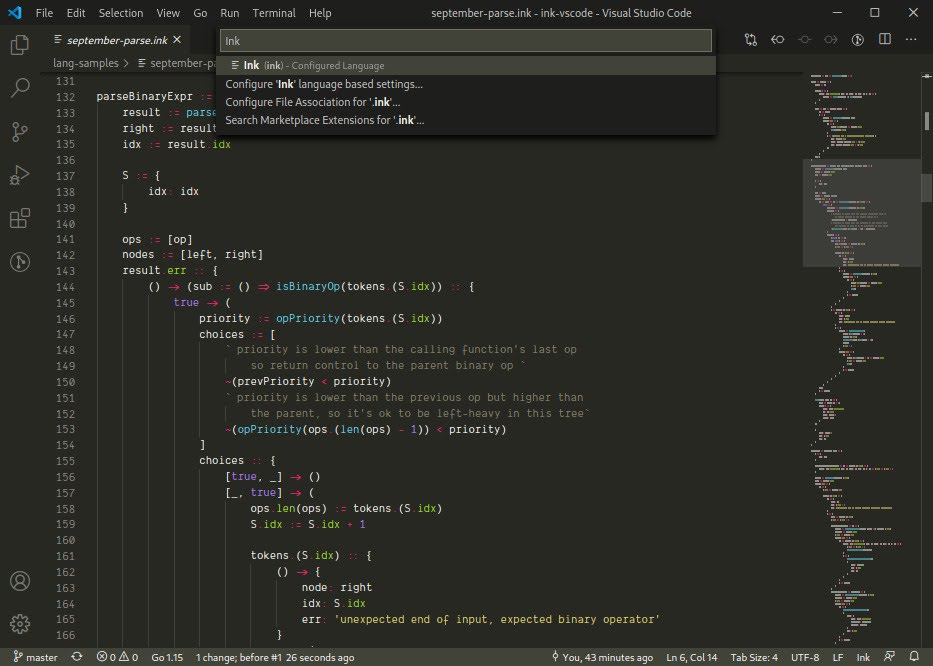 File Edit Selection View Go Run Terminal Help september-parse.ink - ink-vscode - Visual Studio Code
september-parse.ink
Ink
lang-samples > september-pa
Ink (ink) - Configured Language
Configure 'Ink' language based settings...
Configure File Association for '.ink'...
Search Marketplace Extensions for '.ink'...
131
132 parseBinaryExpr :=
133 result := parse
134 right := result
135 idx := result.idx
136
137 S := {
138 idx: idx
139 }
140
141 ops := [op]
142 nodes := [left, right]
143 result.err :: {
144 () → (sub := () ⇒ isBinaryOp(tokens.(S.idx)) :: {
145 true → (
146 priority := opPriority(tokens.(S.idx))
147 choices := [
148 ` priority is lower than the calling function's last op
149 so return control to the parent binary op `
150 ~(prevPriority < priority)
151 ` priority is lower than the previous op but higher than
152 the parent, so it's ok to be left-heavy in this tree`
153 ~(opPriority(ops.(len(ops) - 1)) < priority)
154 ]
155 choices :: {
156 [true, _] → ()
157 [_, true] → (
158 ops.len(ops) := tokens.(S.idx)
159 S.idx := S.idx + 1
160
161 tokens.(S.idx) :: {
162 () → {
163 node: right
164 idx: S.idx
165 err: 'unexpected end of input, expected binary operator'
166 }
master 0 0 Go 1.15 1 change; before #1 26 seconds ago You, 43 minutes ago Ln 6, Col 14 Tab Size: 4 UTF-8 LF Ink